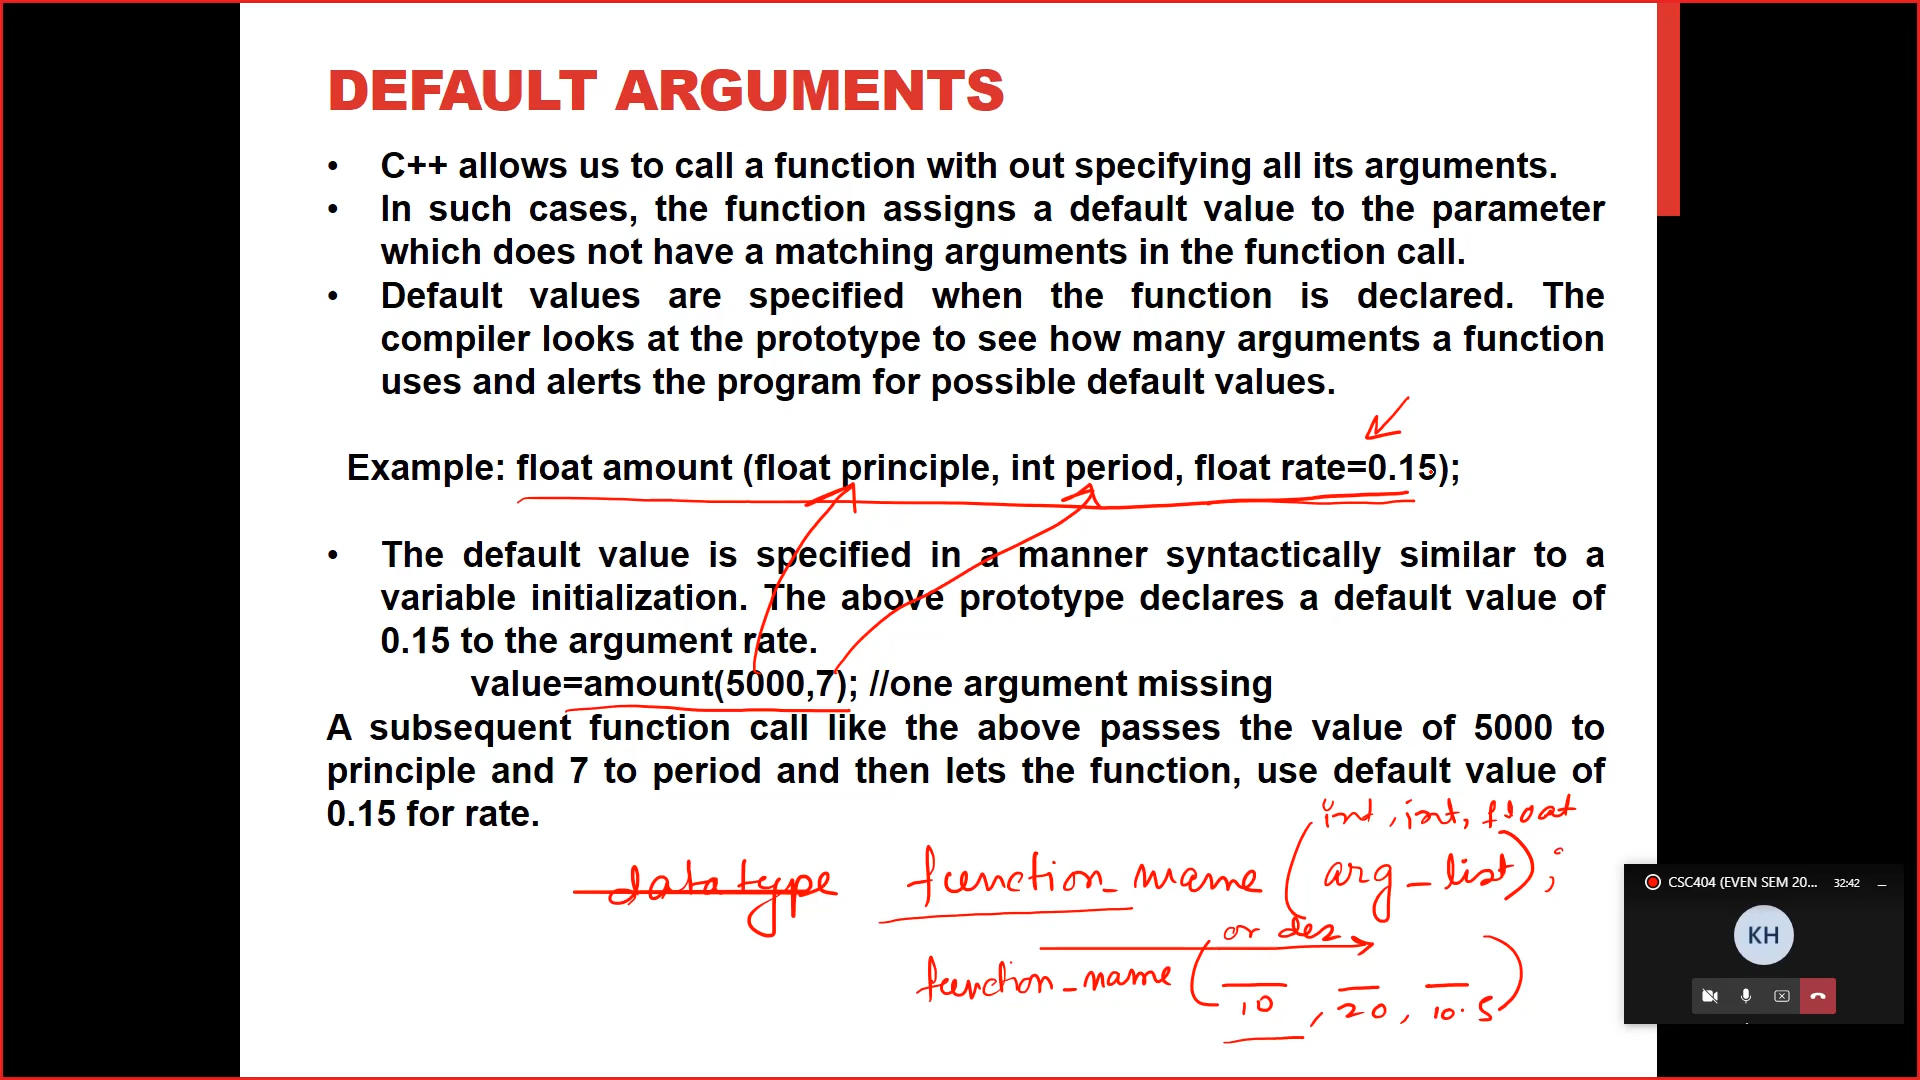 DEFAULT ARGUMENTS
• C++ allows us to call a function with out specifying all its arguments.
• In such cases, the function assigns a default value to the parameter
which does not have a matching arguments in the function call.
• Default values are specified when the function is declared. The
compiler looks at the prototype to see how many arguments a function
uses and alerts the program for possible default values.
Example: float amount (float principle, int period, float rate=0.15);
• The default value is specified in a manner syntactically similar to a
variable initialization. The above prototype declares a default value of
0.15 to the argument rate.
value=amount(5000,7); //one argument missing
A subsequent function call like the above passes the value of 5000 to
principle and 7 to period and then lets the function, use default value of
0.15 for rate.
int, int, float
datatype function_name (arg_list);
or
function_name (
10, 20, 10.5)
CSC404 (EVEN SEM 20... 32:42
KH